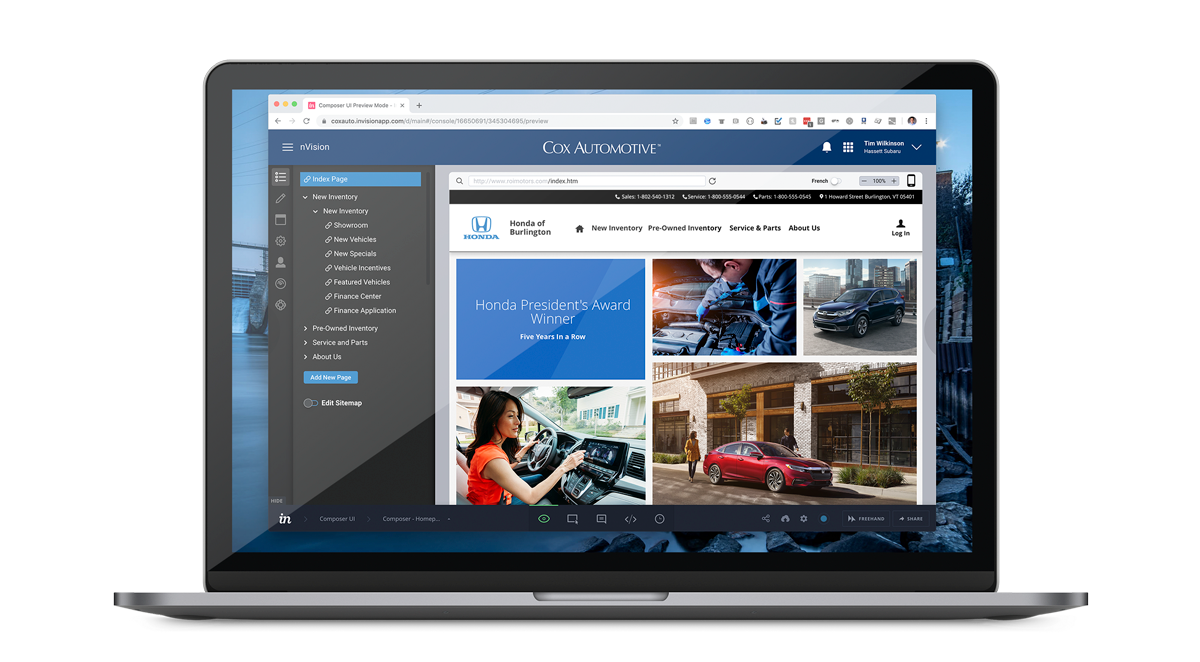 Composer UI Preview Mode -
coxauto.invisionapp.com/d/main#/console/16650691/345304695/preview
nVision
COX AUTOMOTIVE™
Tim Wilkinson
Hassett Subaru
Index Page
http://www.roimotors.com/index.htm
French
100%
New Inventory
New Inventory
Showroom
New Vehicles
New Specials
Vehicle Incentives
Featured Vehicles
Finance Center
Finance Application
Pre-Owned Inventory
Service and Parts
About Us
Add New Page
Edit Sitemap
Sales: 1-802-540-1312 Service: 1-800-555-0544 Parts: 1-800-555-0545 1 Howard Street Burlington, VT 05401
HONDA
Honda of
Burlington
New Inventory Pre-Owned Inventory Service & Parts About Us
Log In
Honda President's Award
Winner
Five Years In a Row
HIDE
in
Composer UI
Composer - Homep...
FREEHAND
SHARE